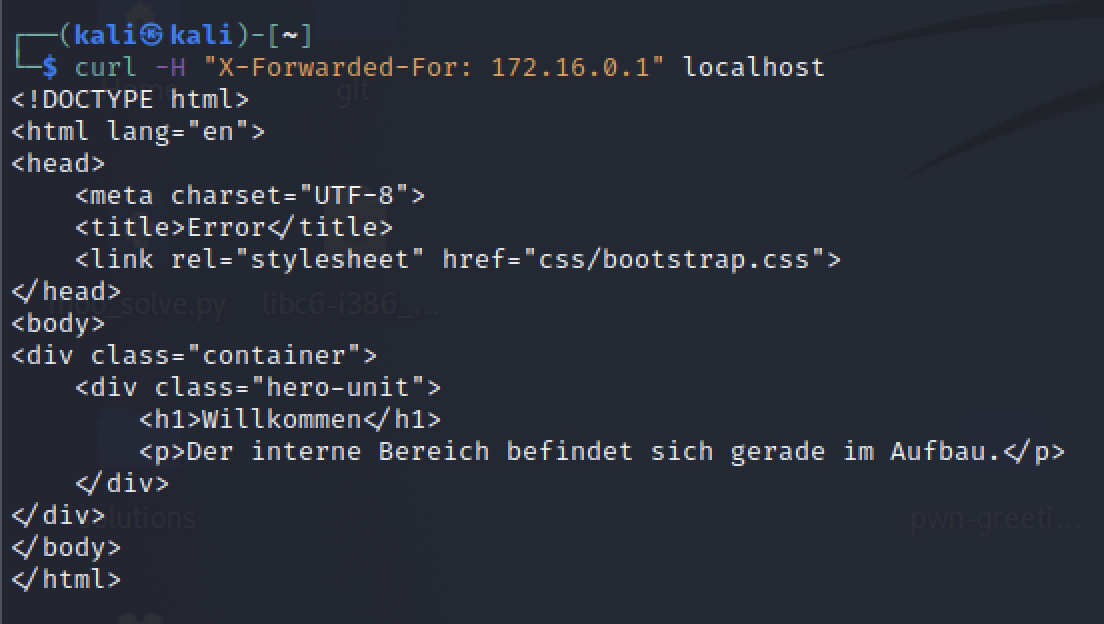 ┌──(kali㉿kali)-[~]
└─$ curl -H "X-Forwarded-For: 172.16.0.1" localhost
<!DOCTYPE html>
<html lang="en">
<head>
    <meta charset="UTF-8">
    <title>Error</title>
    <link rel="stylesheet" href="css/bootstrap.css">
</head>
<body>
<div class="container">
    <div class="hero-unit">
        <h1>Willkommen</h1>
        <p>Der interne Bereich befindet sich gerade im Aufbau.</p>
    </div>
</div>
</body>
</html>
git
_solve.py libc6-i386_...
pwn-greeti...